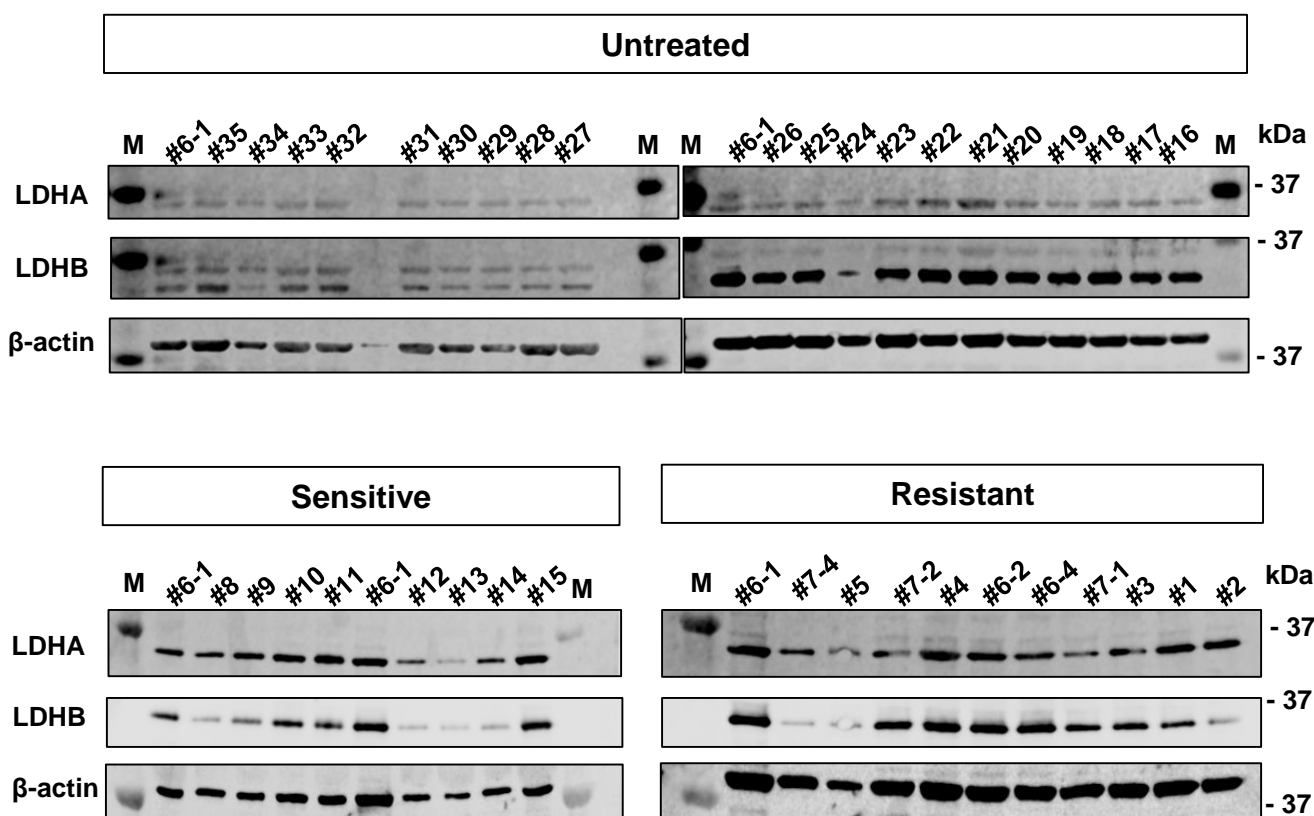 Untreated
M #6-1 #35 #34 #33 #32 #31 #30 #29 #28 #27 M M #6-1 #26 #25 #24 #23 #22 #21 #20 #19 #18 #17 #16 M kDa
LDHA - 37
LDHB - 37
β-actin - 37
Sensitive Resistant
M #6-1 #8 #9 #10 #11 #6-1 #12 #13 #14 #15 M M #6-1 #7-4 #5 #7-2 #4 #6-2 #6-4 #7-1 #3 #1 #2 kDa
LDHA - 37
LDHB - 37
β-actin - 37